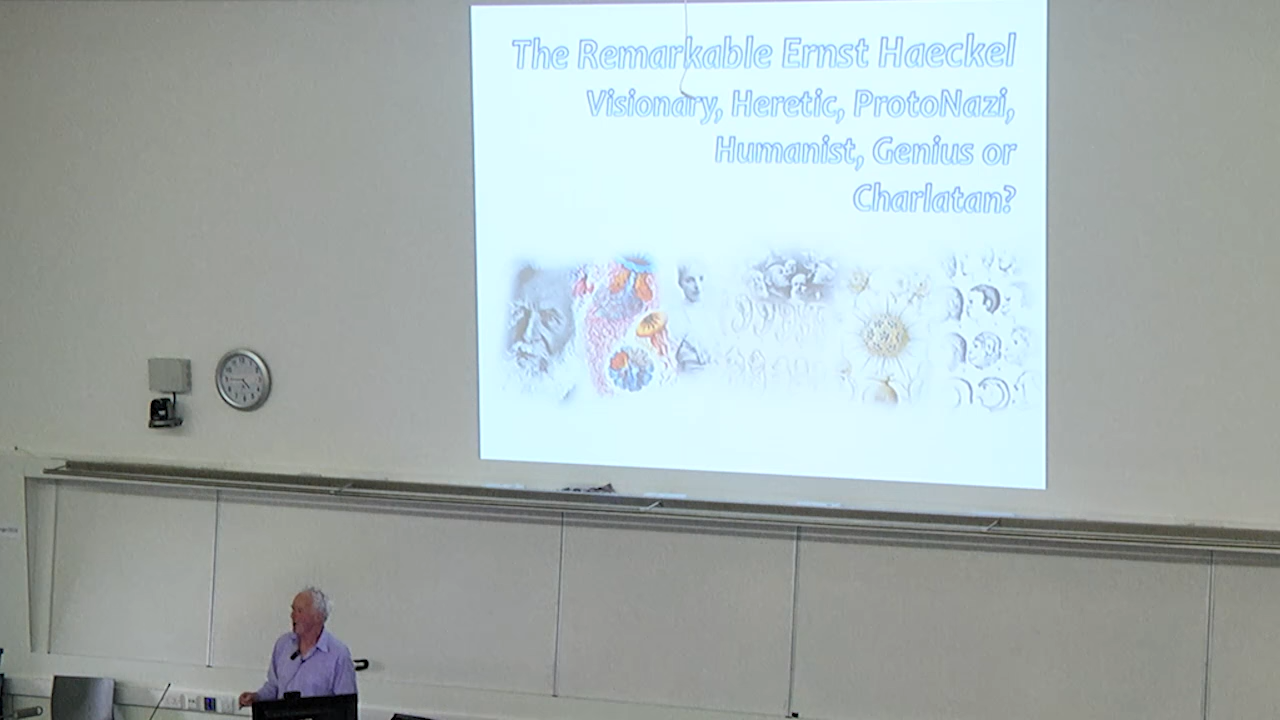 The Remarkable Ernst Haeckel
Visionary, Heretic, ProtoNazi,
Humanist, Genius or
Charlatan?